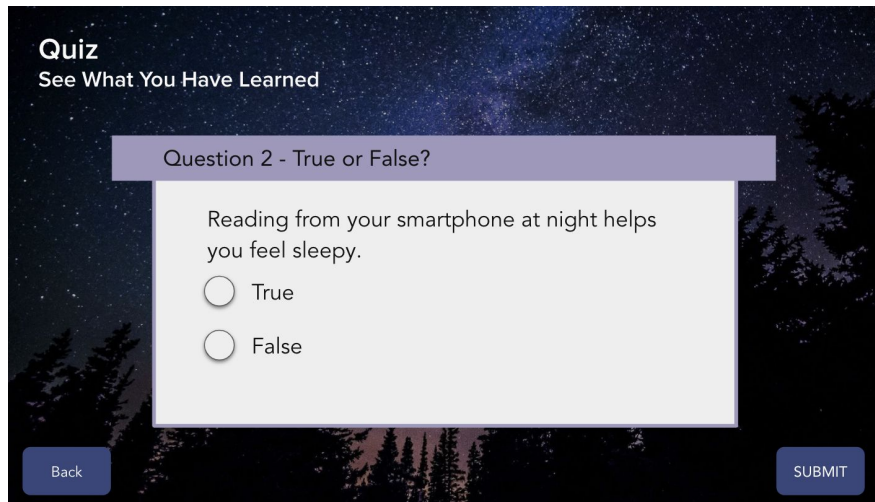 Quiz
See What You Have Learned
Question 2 - True or False?
Reading from your smartphone at night helps
you feel sleepy.
True
False
Back
SUBMIT